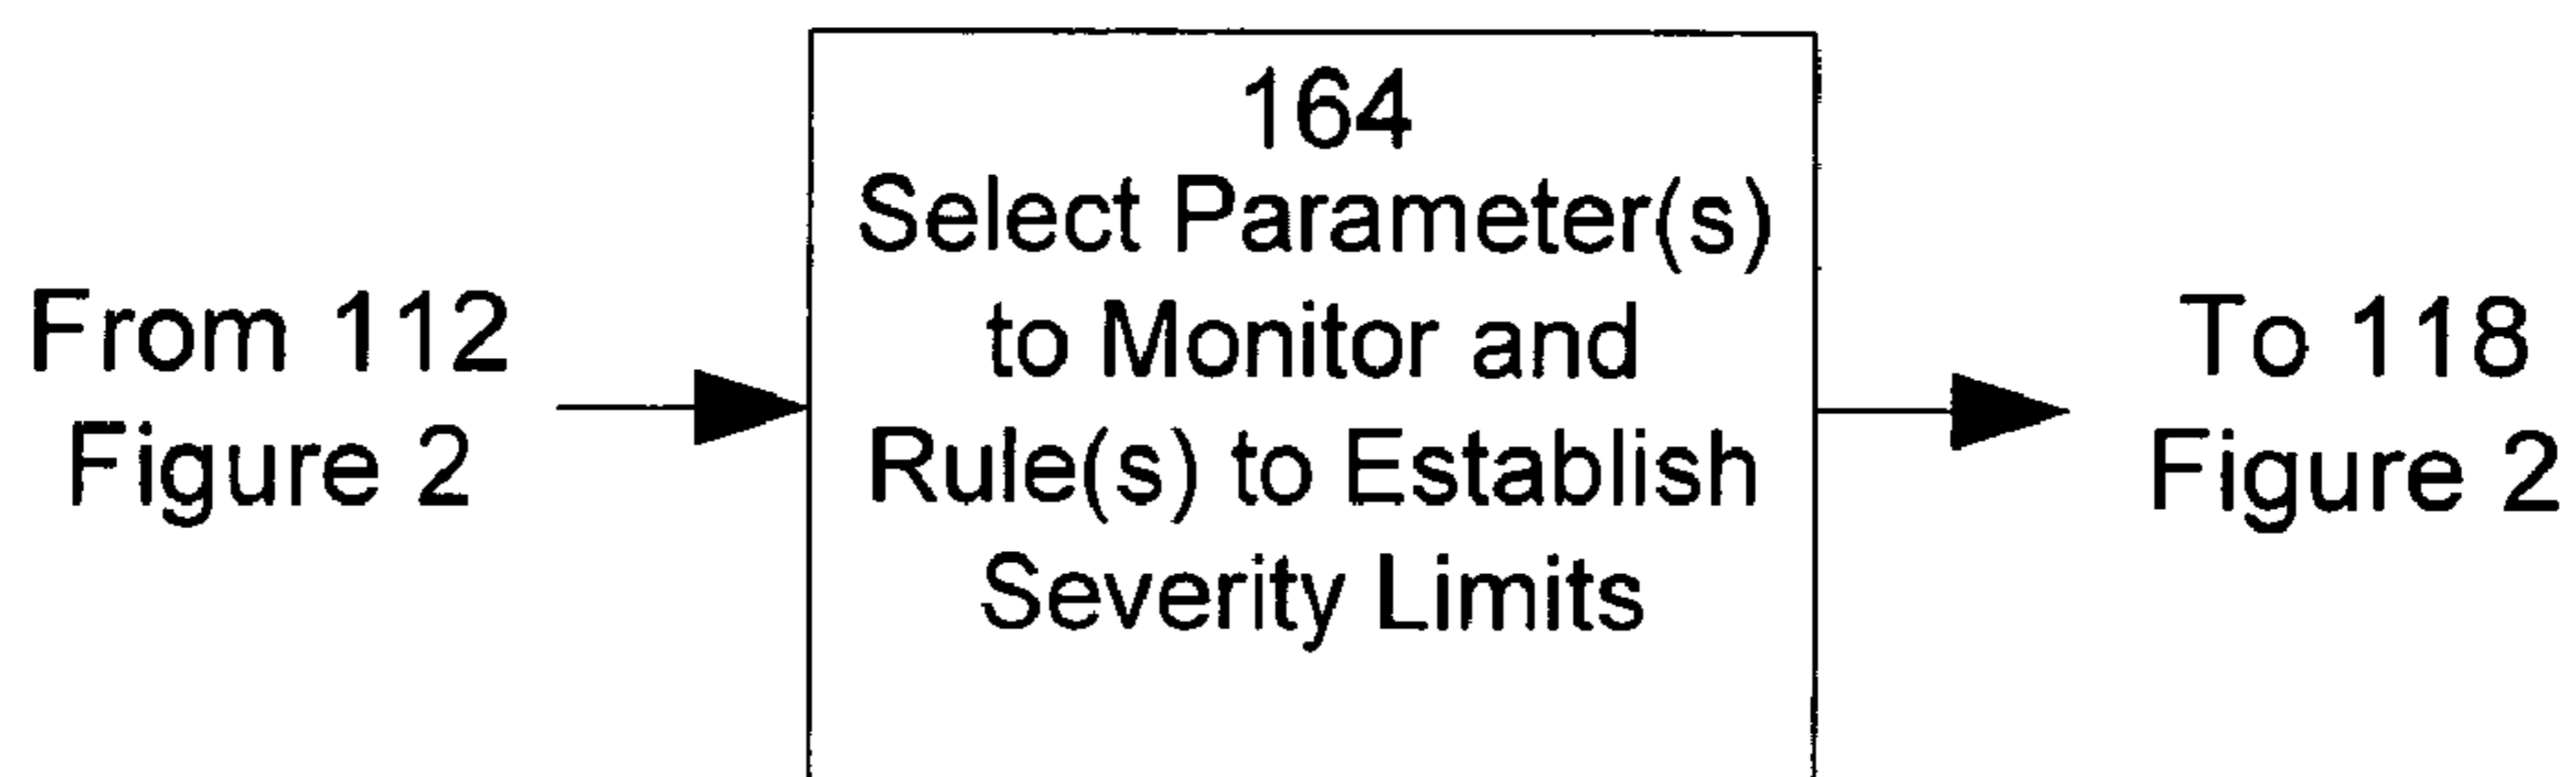 From 112
Figure 2
164
Select Parameter(s)
to Monitor and
Rule(s) to Establish
Severity Limits
To 118
Figure 2